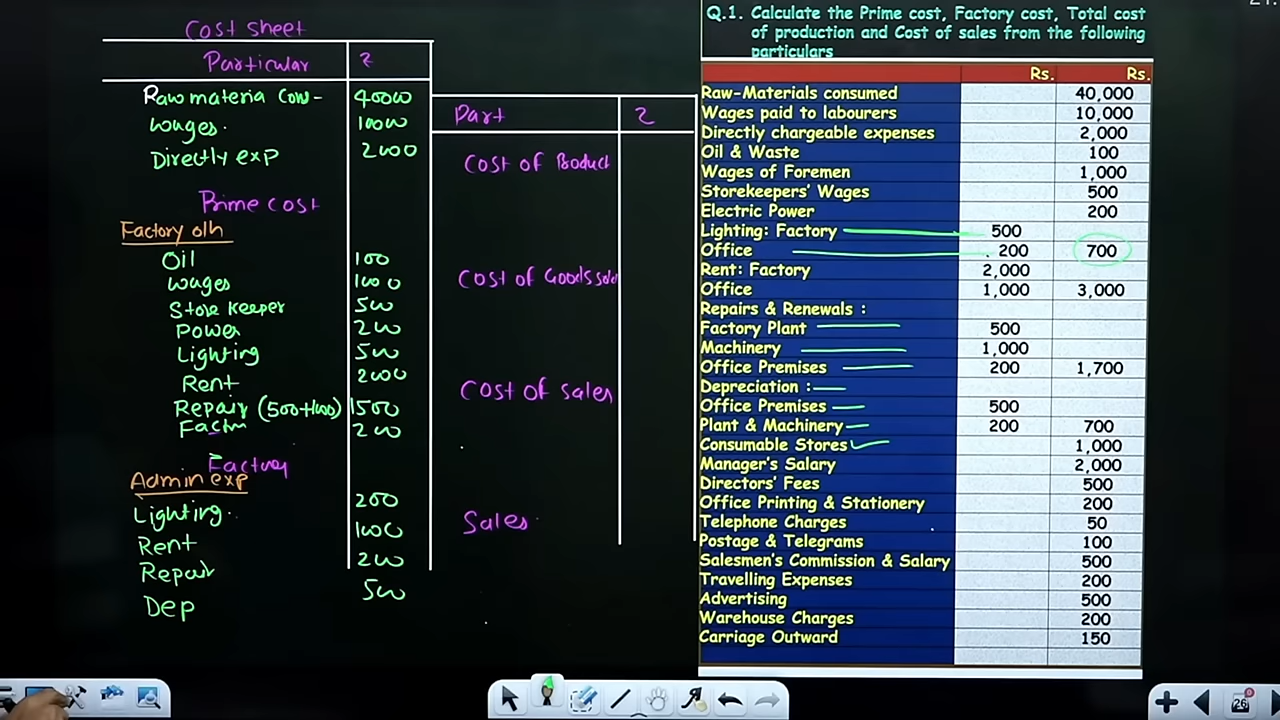 Cost sheet
Particular ₹
Raw materia Con- 40000
Wages. 10000
Directly exp 2000
Prime cost
Factory olh
Oil 100
Wages 1000
Store keeper 500
Power 200
Lighting 500
Rent 2000
Repair (500+1000) 1500
200
Factory
Admin exp
Lighting. 200
Rent 1000
Repair 200
Dep 500
Part ₹
Cost of Product
Cost of Goods sold
Cost of Sales
Sales
Q.1. Calculate the Prime cost, Factory cost, Total cost
of production and Cost of sales from the following
particulars
Rs. Rs.
Raw-Materials consumed 40,000
Wages paid to labourers 10,000
Directly chargeable expenses 2,000
Oil & Waste 100
Wages of Foremen 1,000
Storekeepers' Wages 500
Electric Power 200
Lighting: Factory 500
Office 200 700
Rent: Factory 2,000
Office 1,000 3,000
Repairs & Renewals :
Factory Plant 500
Machinery 1,000
Office Premises 200 1,700
Depreciation :
Office Premises 500
Plant & Machinery 200 700
Consumable Stores 1,000
Manager's Salary 2,000
Directors' Fees 500
Office Printing & Stationery 200
Telephone Charges 50
Postage & Telegrams 100
Salesmen's Commission & Salary 500
Travelling Expenses 200
Advertising 500
Warehouse Charges 200
Carriage Outward 150
26